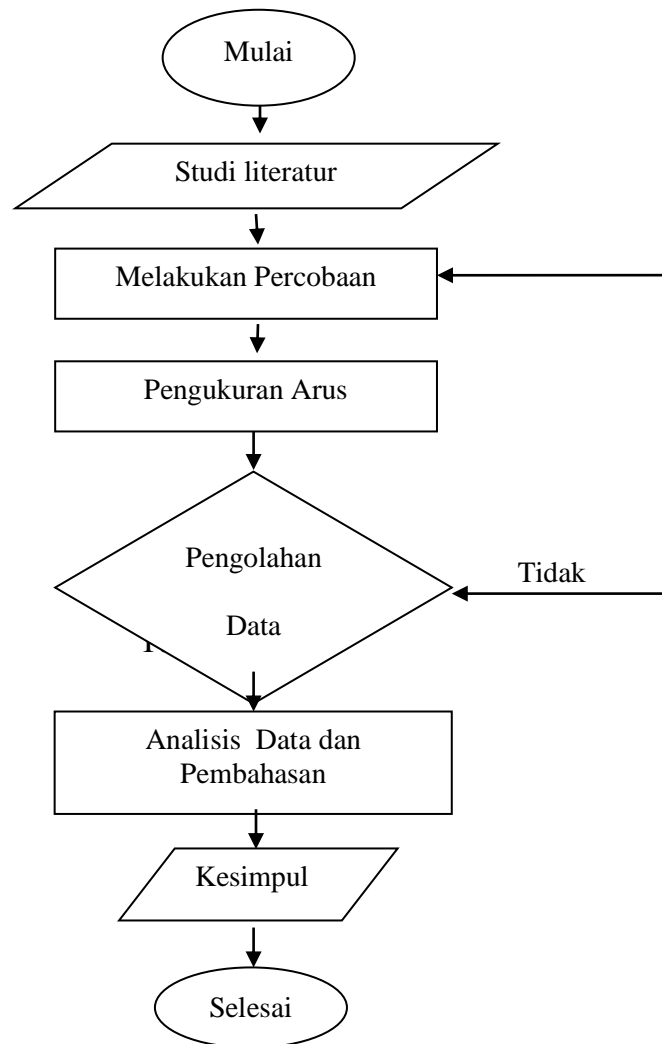 Mulai
Studi literatur
Melakukan Percobaan
Pengukuran Arus
Pengolahan
Tidak
Data
Analisis Data dan
Pembahasan
Kesimpul
Selesai